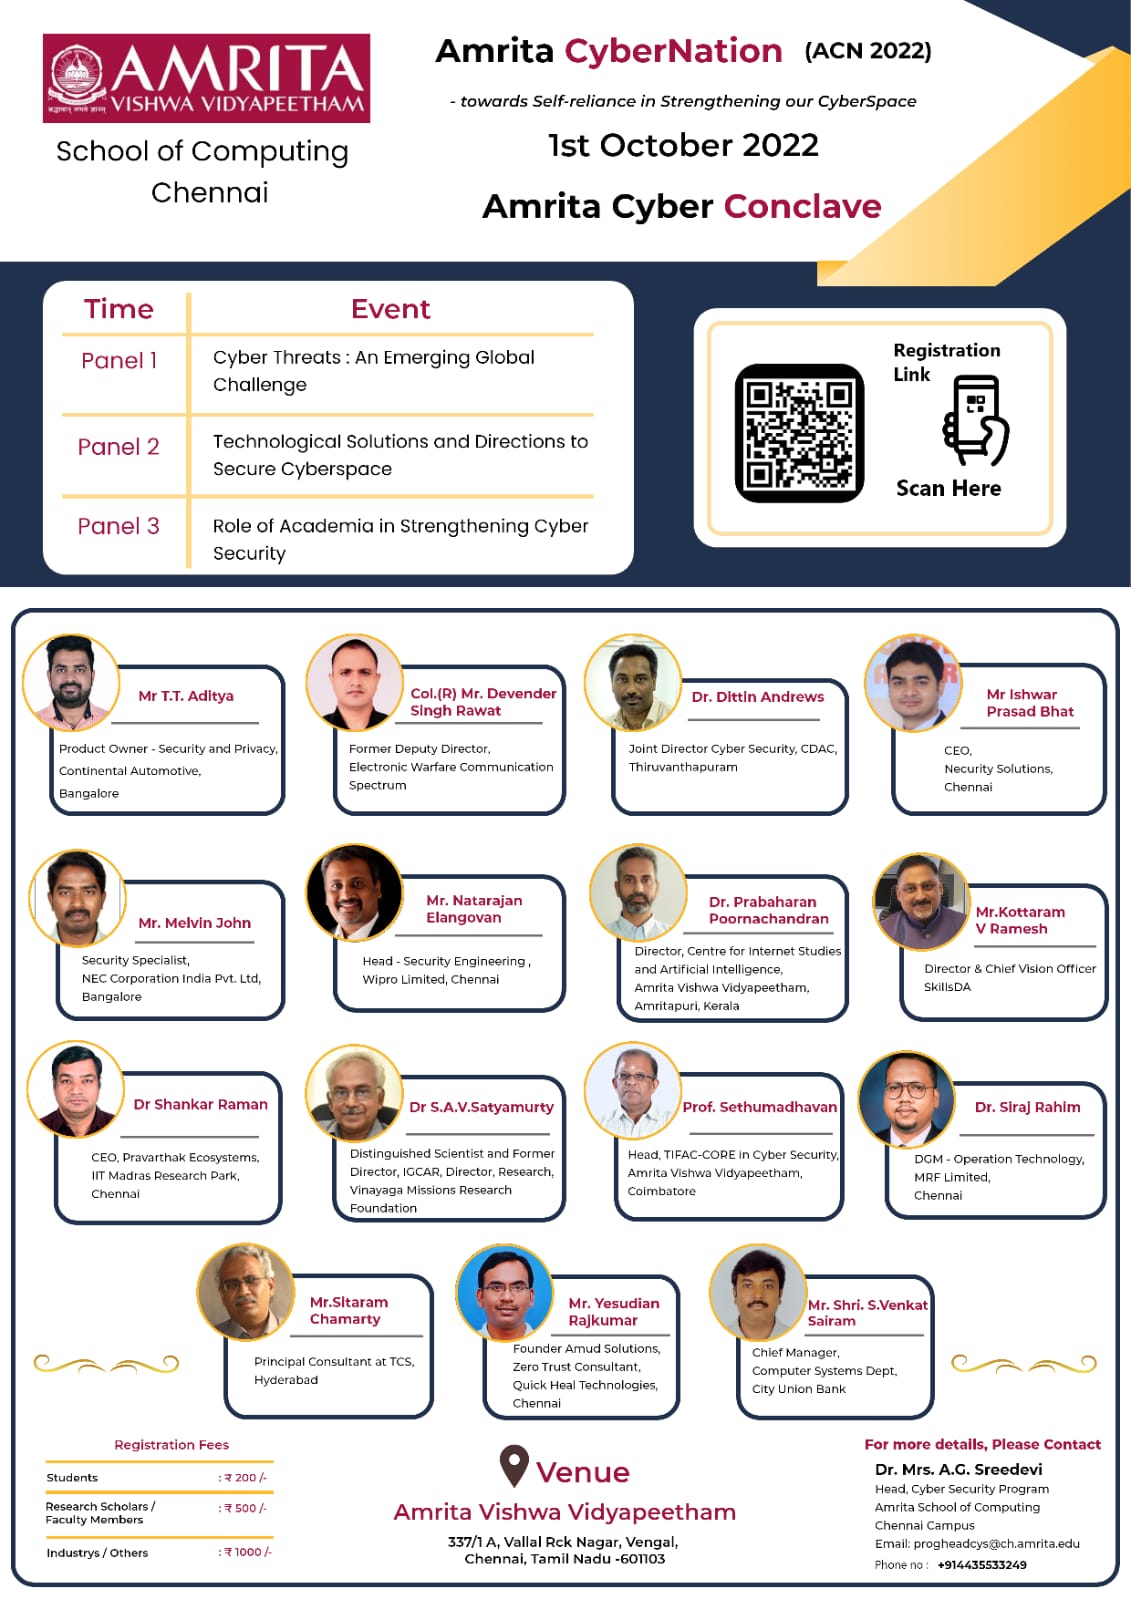 AMRITA
VISHWA VIDYAPEETHAM
School of Computing
Chennai
Amrita CyberNation (ACN 2022)
- towards Self-reliance in Strengthening our CyberSpace
1st October 2022
Amrita Cyber Conclave
Time Event
Panel 1 Cyber Threats : An Emerging Global
Challenge
Panel 2 Technological Solutions and Directions to
Secure Cyberspace
Panel 3 Role of Academia in Strengthening Cyber
Security
Registration
Link
Scan Here
Mr T.T. Aditya
Product Owner - Security and Privacy,
Continental Automotive,
Bangalore
Col.(R) Mr. Devender
Singh Rawat
Former Deputy Director,
Electronic Warfare Communication
Spectrum
Dr. Dittin Andrews
Joint Director Cyber Security, CDAC,
Thiruvanthapuram
Mr Ishwar
Prasad Bhat
CEO,
Necurity Solutions,
Chennai
Mr. Melvin John
Security Specialist,
NEC Corporation India Pvt. Ltd,
Bangalore
Mr. Natarajan
Elangovan
Head - Security Engineering ,
Wipro Limited, Chennai
Dr. Prabaharan
Poornachandran
Director, Centre for Internet Studies
and Artificial Intelligence,
Amrita Vishwa Vidyapeetham,
Amritapuri, Kerala
Mr.Kottaram
V Ramesh
Director & Chief Vision Officer
SkillsDA
Dr Shankar Raman
CEO, Pravarthak Ecosystems,
IIT Madras Research Park,
Chennai
Dr S.A.V.Satyamurty
Distinguished Scientist and Former
Director, IGCAR, Director, Research,
Vinayaga Missions Research
Foundation
Prof. Sethumadhavan
Head, TIFAC-CORE in Cyber Security,
Amrita Vishwa Vidyapeetham,
Coimbatore
Dr. Siraj Rahim
DGM - Operation Technology,
MRF Limited,
Chennai
Mr.Sitaram
Chamarty
Principal Consultant at TCS,
Hyderabad
Mr. Yesudian
Rajkumar
Founder Amud Solutions,
Zero Trust Consultant,
Quick Heal Technologies,
Chennai
Mr. Shri. S.Venkat
Sairam
Chief Manager,
Computer Systems Dept,
City Union Bank
Registration Fees
Students : ₹ 200 /-
Research Scholars /
Faculty Members : ₹ 500 /-
Industrys / Others : ₹ 1000 /-
Venue
Amrita Vishwa Vidyapeetham
337/1 A, Vallal Rck Nagar, Vengal,
Chennai, Tamil Nadu -601103
For more details, Please Contact
Dr. Mrs. A.G. Sreedevi
Head, Cyber Security Program
Amrita School of Computing
Chennai Campus
Email: progheadcys@ch.amrita.edu
Phone no : +914435533249